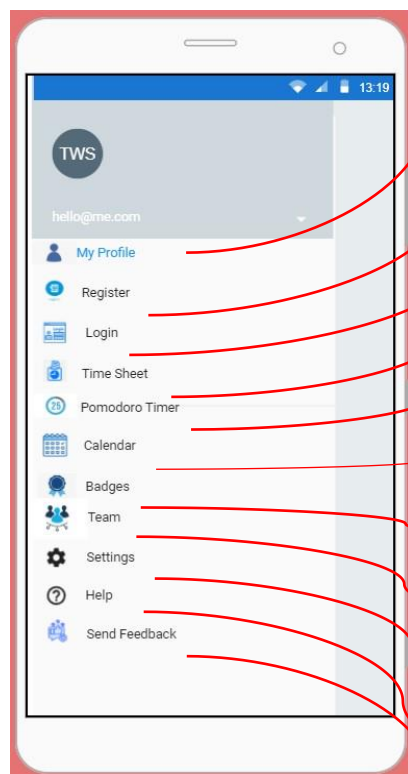 13:19
TWS
hello@me.com
My Profile
Register
Login
Time Sheet
25 Pomodoro Timer
Calendar
Badges
Team
Settings
? Help
Send Feedback